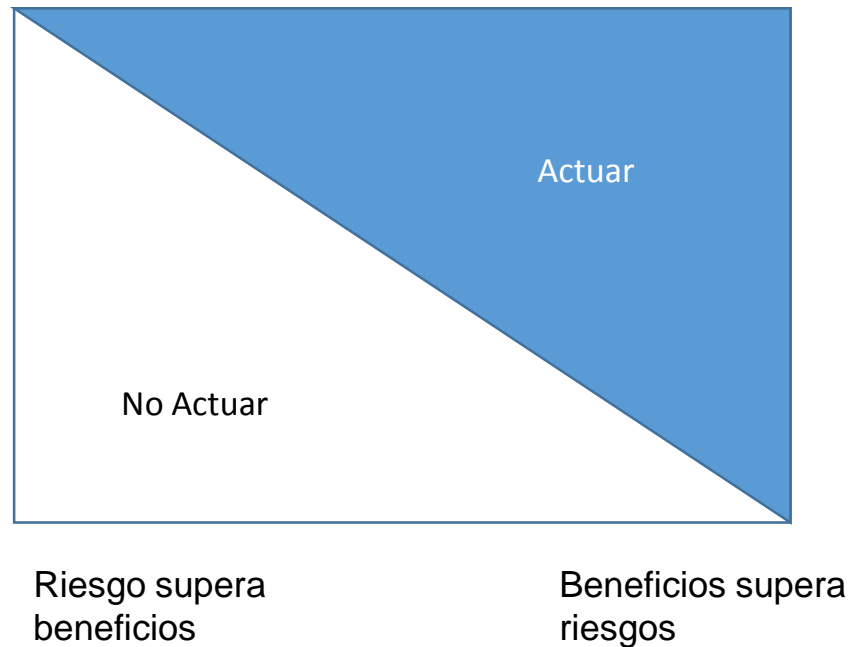 Actuar
No Actuar
Riesgo supera
beneficios
Beneficios supera
riesgos